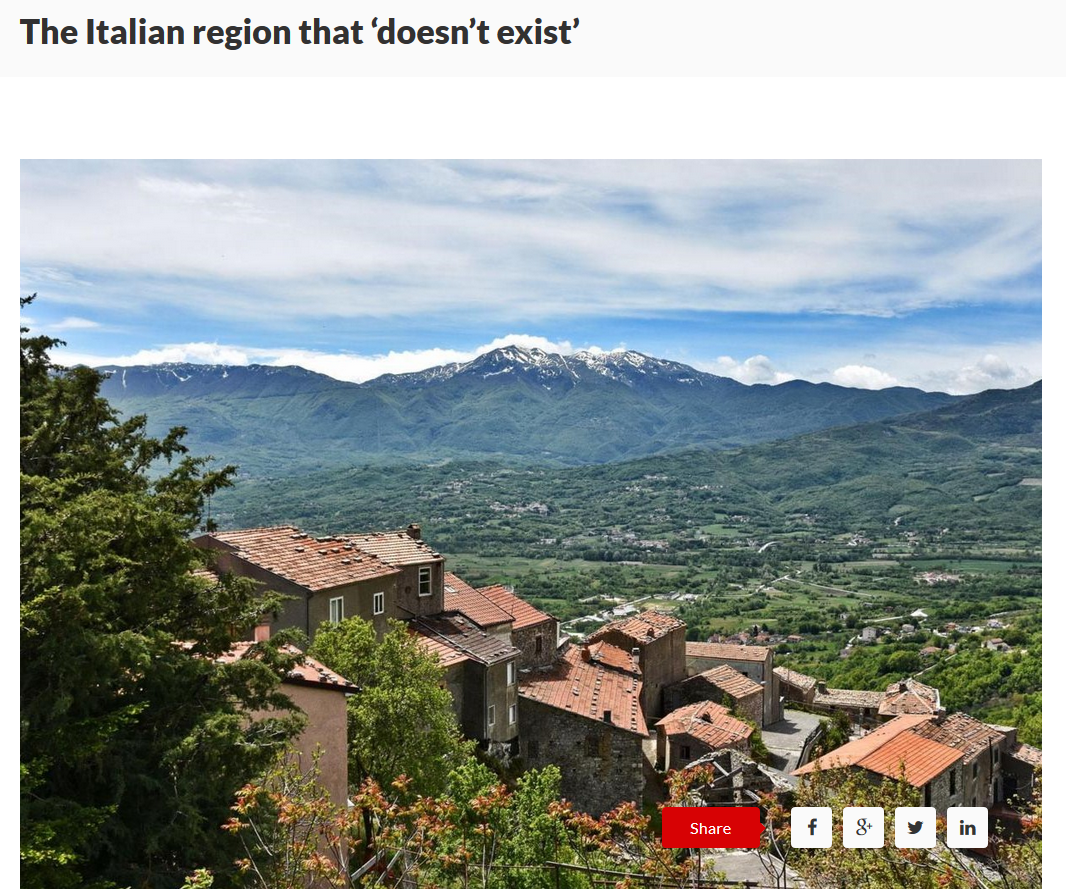 The Italian region that ‘doesn’t exist’
Share